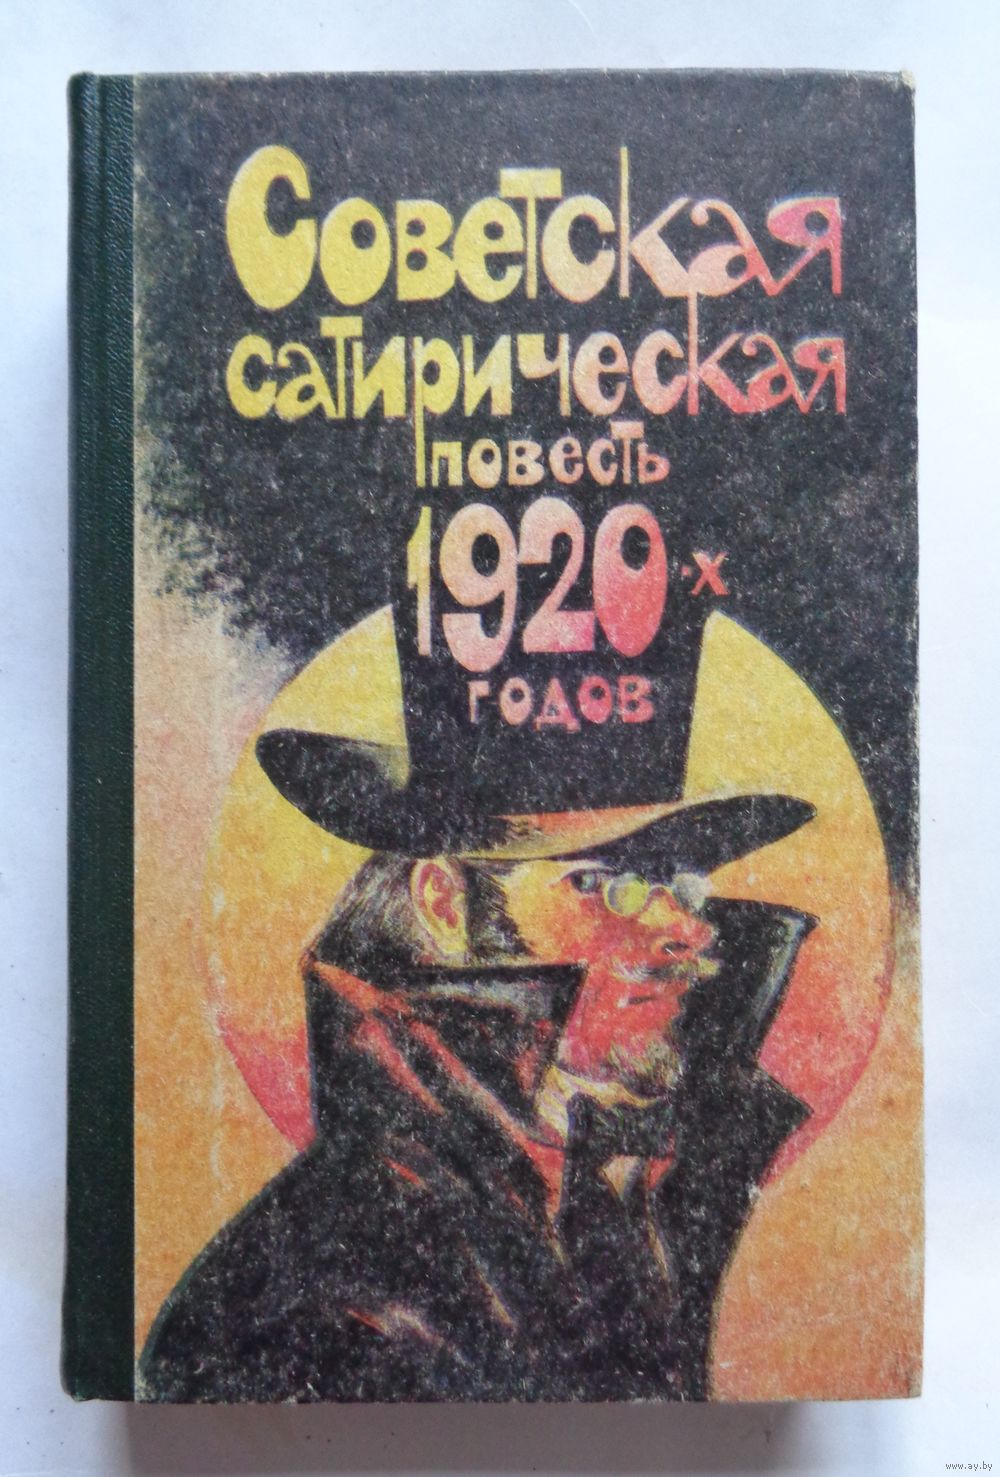 Советская
сатирическая
повесть
1920-х
годов
www.ay.by